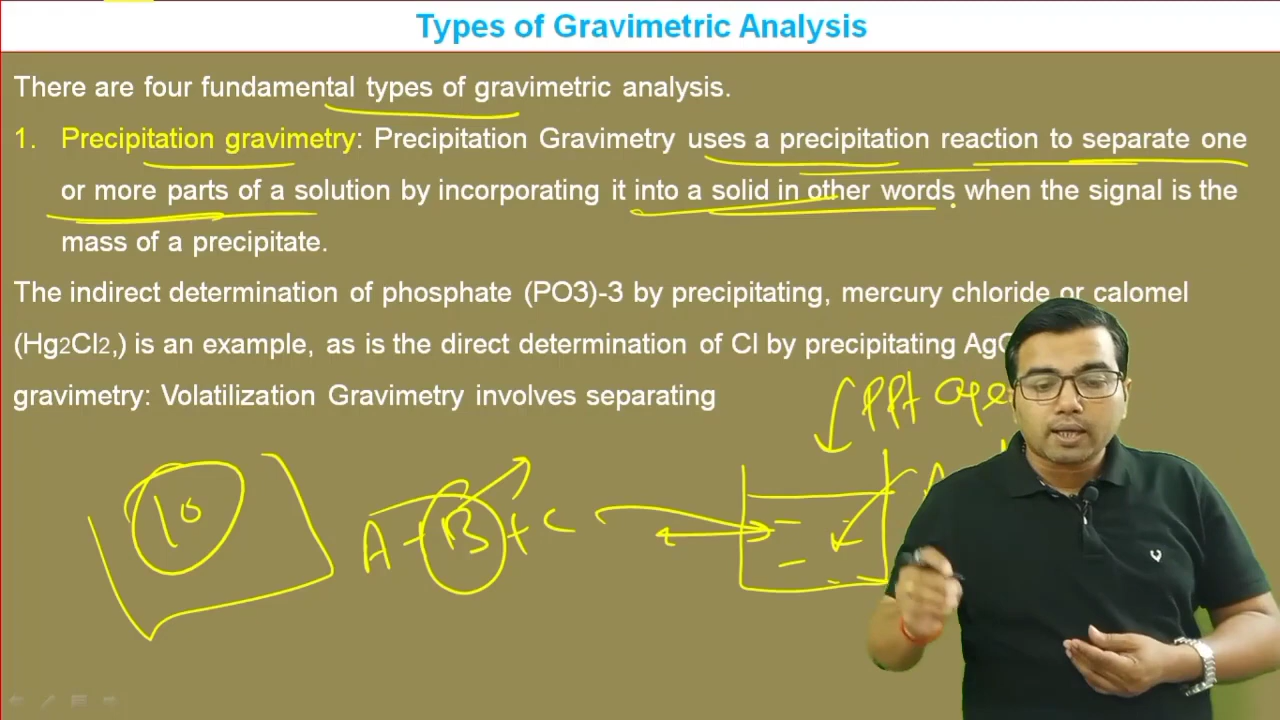 Types of Gravimetric Analysis
There are four fundamental types of gravimetric analysis.
1. Precipitation gravimetry: Precipitation Gravimetry uses a precipitation reaction to separate one
or more parts of a solution by incorporating it into a solid in other words when the signal is the
mass of a precipitate.
The indirect determination of phosphate (PO3)-3 by precipitating, mercury chloride or calomel
(Hg2Cl2,) is an example, as is the direct determination of Cl by precipitating
gravimetry: Volatilization Gravimetry involves separating
PPt
10 A + B + C